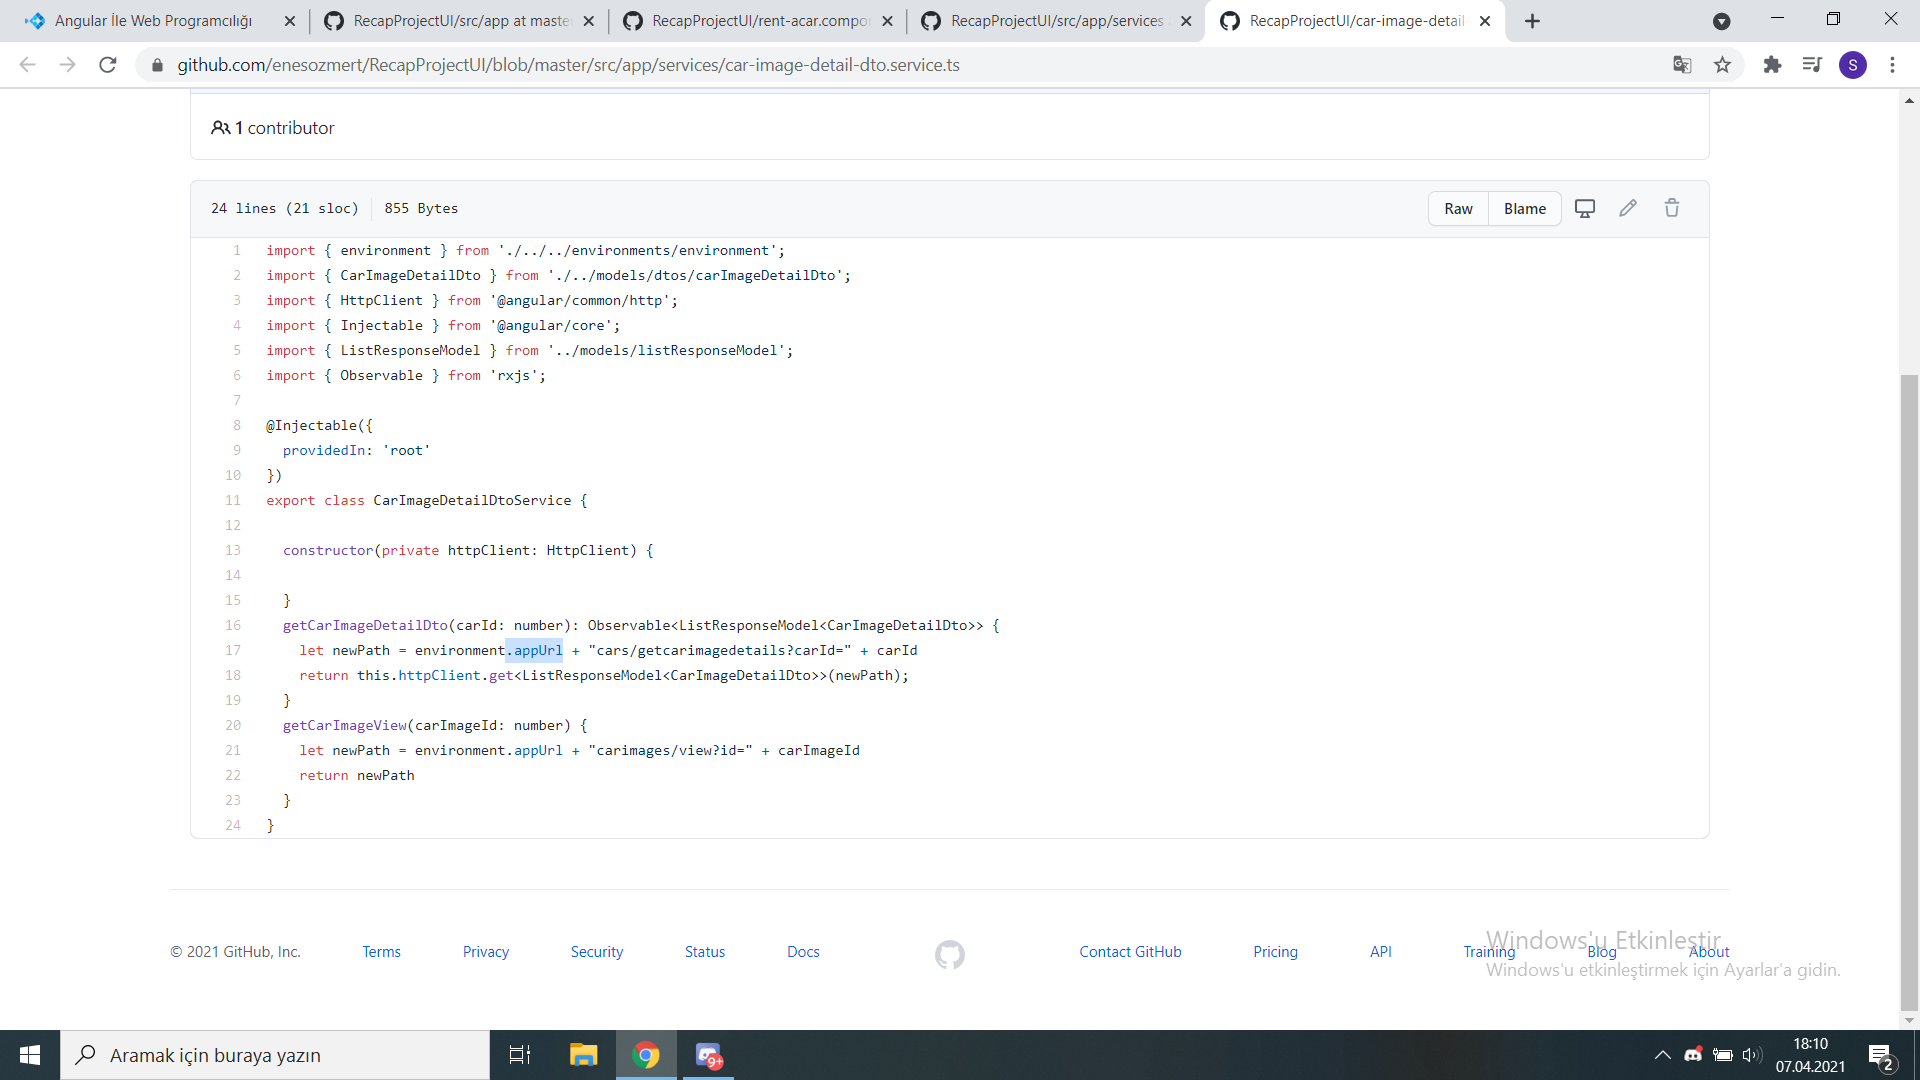 Angular İle Web Programcılığı
RecapProjectUI/src/app at maste
RecapProjectUI/rent-acar.compo
RecapProjectUI/src/app/services
RecapProjectUI/car-image-detail-
github.com/enesozmert/RecapProjectUI/blob/master/src/app/services/car-image-detail-dto.service.ts
S
1 contributor
24 lines (21 sloc) 855 Bytes
Raw
Blame
1 import { environment } from './../../environments/environment';
2 import { CarImageDetailDto } from './../models/dtos/carImageDetailDto';
3 import { HttpClient } from '@angular/common/http';
4 import { Injectable } from '@angular/core';
5 import { ListResponseModel } from '../models/listResponseModel';
6 import { Observable } from 'rxjs';
7
8 @Injectable({
9 providedIn: 'root'
10 })
11 export class CarImageDetailDtoService {
12
13 constructor(private httpClient: HttpClient) {
14
15 }
16 getCarImageDetailDto(carId: number): Observable<ListResponseModel<CarImageDetailDto>> {
17 let newPath = environment.appUrl + "cars/getcarimagedetails?carId=" + carId
18 return this.httpClient.get<ListResponseModel<CarImageDetailDto>>(newPath);
19 }
20 getCarImageView(carImageId: number) {
21 let newPath = environment.appUrl + "carimages/view?id=" + carImageId
22 return newPath
23 }
24 }
© 2021 GitHub, Inc.
Terms
Privacy
Security
Status
Docs
Contact GitHub
Pricing
API
Training
Blog
About
Windows'u Etkinleştir
Windows'u etkinleştirmek için Ayarlar'a gidin.
Aramak için buraya yazın
9+
18:10
07.04.2021
2